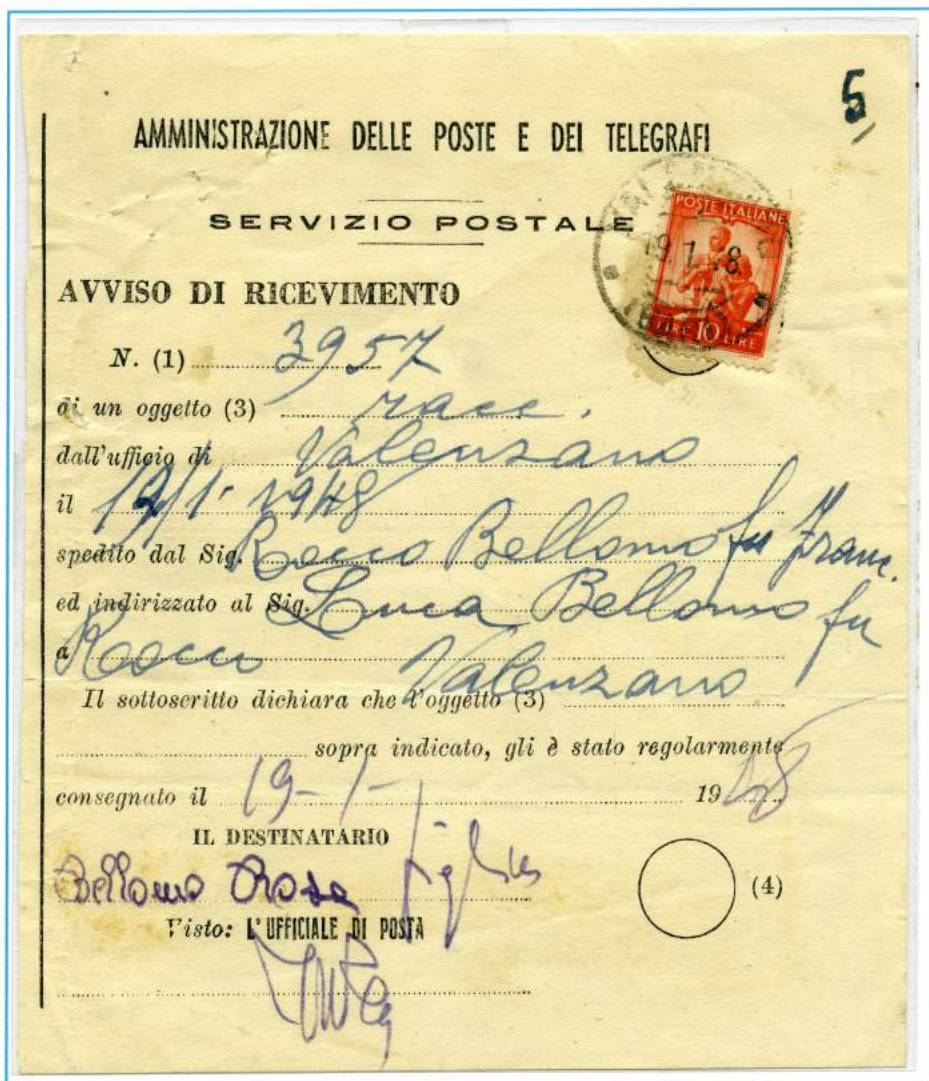 5
AMMINISTRAZIONE DELLE POSTE E DEI TELEGRAFI
SERVIZIO POSTALE
POSTE ITALIANE
19.1.48
LIRE 10 LIRE
AVVISO DI RICEVIMENTO
N. (1) 3957
di un oggetto (3) racc.
dall'ufficio di Valenzano
il 19/1-1948
spedito dal Sig. Rocco Bellomo fu Franc.
ed indirizzato al Sig. Luca Bellomo fu
a Rocco Valenzano
Il sottoscritto dichiara che l'oggetto (3)
sopra indicato, gli è stato regolarmente
consegnato il 19-1- 1948
IL DESTINATARIO
Bellomo Rosa figlia
(4)
Visto: L'UFFICIALE DI POSTA